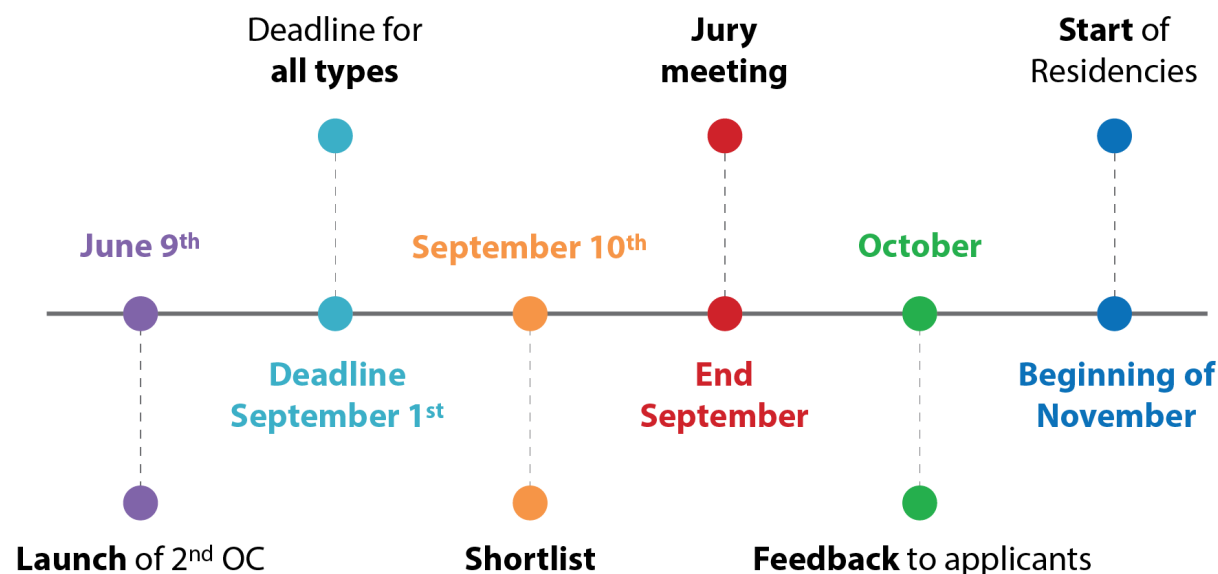 Deadline for
all types
Jury
meeting
Start of
Residencies
June 9th
September 10th
October
Deadline
September 1st
End
September
Beginning of
November
Launch of 2nd OC
Shortlist
Feedback to applicants